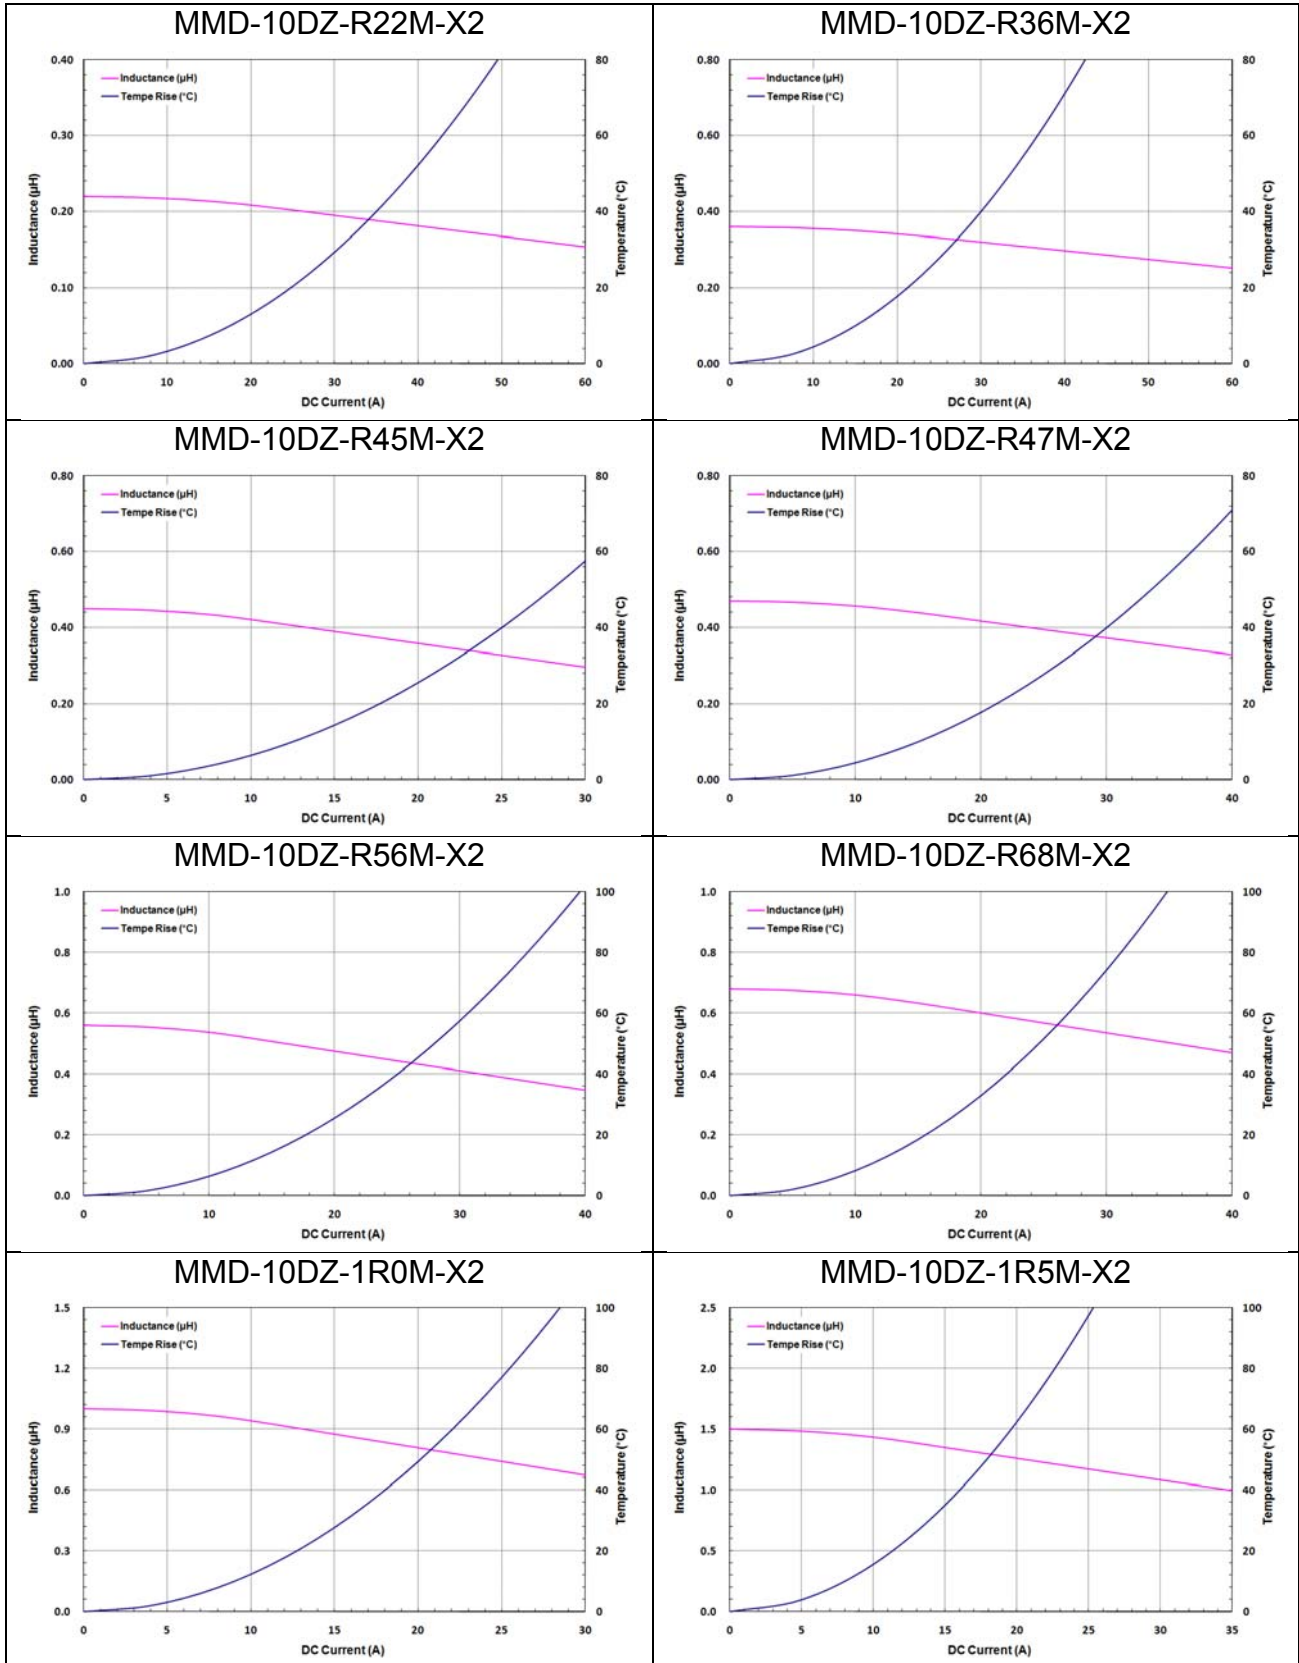 MMD-10DZ-R22M-X2
Inductance (µH)
Tempe Rise (°C)
0.40
0.30
0.20
0.10
0.00
80
60
40
20
0
0 10 20 30 40 50 60
Inductance (µH)
Temperature (°C)
DC Current (A)
MMD-10DZ-R36M-X2
Inductance (µH)
Tempe Rise (°C)
0.80
0.60
0.40
0.20
0.00
80
60
40
20
0
0 10 20 30 40 50 60
Inductance (µH)
Temperature (°C)
DC Current (A)
MMD-10DZ-R45M-X2
Inductance (µH)
Tempe Rise (°C)
0.80
0.60
0.40
0.20
0.00
80
60
40
20
0
0 5 10 15 20 25 30
Inductance (µH)
Temperature (°C)
DC Current (A)
MMD-10DZ-R47M-X2
Inductance (µH)
Tempe Rise (°C)
0.80
0.60
0.40
0.20
0.00
80
60
40
20
0
0 10 20 30 40
Inductance (µH)
Temperature (°C)
DC Current (A)
MMD-10DZ-R56M-X2
Inductance (µH)
Tempe Rise (°C)
1.0
0.8
0.6
0.4
0.2
0.0
100
80
60
40
20
0
0 10 20 30 40
Inductance (µH)
Temperature (°C)
DC Current (A)
MMD-10DZ-R68M-X2
Inductance (µH)
Tempe Rise (°C)
1.0
0.8
0.6
0.4
0.2
0.0
100
80
60
40
20
0
0 10 20 30 40
Inductance (µH)
Temperature (°C)
DC Current (A)
MMD-10DZ-1R0M-X2
Inductance (µH)
Tempe Rise (°C)
1.5
1.2
0.9
0.6
0.3
0.0
100
80
60
40
20
0
0 5 10 15 20 25 30
Inductance (µH)
Temperature (°C)
DC Current (A)
MMD-10DZ-1R5M-X2
Inductance (µH)
Tempe Rise (°C)
2.5
2.0
1.5
1.0
0.5
0.0
100
80
60
40
20
0
0 5 10 15 20 25 30 35
Inductance (µH)
Temperature (°C)
DC Current (A)